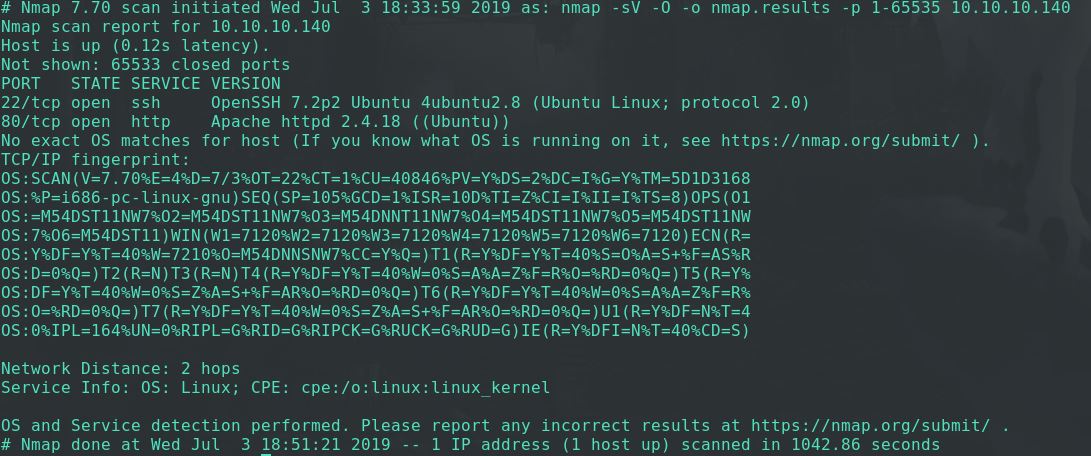 # Nmap 7.70 scan initiated Wed Jul  3 18:33:59 2019 as: nmap -sV -O -o nmap.results -p 1-65535 10.10.10.140
Nmap scan report for 10.10.10.140
Host is up (0.12s latency).
Not shown: 65533 closed ports
PORT   STATE SERVICE VERSION
22/tcp open  ssh     OpenSSH 7.2p2 Ubuntu 4ubuntu2.8 (Ubuntu Linux; protocol 2.0)
80/tcp open  http    Apache httpd 2.4.18 ((Ubuntu))
No exact OS matches for host (If you know what OS is running on it, see https://nmap.org/submit/ ).
TCP/IP fingerprint:
OS:SCAN(V=7.70%E=4%D=7/3%OT=22%CT=1%CU=40846%PV=Y%DS=2%DC=I%G=Y%TM=5D1D3168
OS:%P=i686-pc-linux-gnu)SEQ(SP=105%GCD=1%ISR=10D%TI=Z%CI=I%II=I%TS=8)OPS(O1
OS:=M54DST11NW7%O2=M54DST11NW7%O3=M54DNNT11NW7%O4=M54DST11NW7%O5=M54DST11NW
OS:7%O6=M54DST11)WIN(W1=7120%W2=7120%W3=7120%W4=7120%W5=7120%W6=7120)ECN(R=
OS:Y%DF=Y%T=40%W=7210%O=M54DNNSNW7%CC=Y%Q=)T1(R=Y%DF=Y%T=40%S=O%A=S+%F=AS%R
OS:D=0%Q=)T2(R=N)T3(R=N)T4(R=Y%DF=Y%T=40%W=0%S=A%A=Z%F=R%O=%RD=0%Q=)T5(R=Y%
OS:DF=Y%T=40%W=0%S=Z%A=S+%F=AR%O=%RD=0%Q=)T6(R=Y%DF=Y%T=40%W=0%S=A%A=Z%F=R%
OS:O=%RD=0%Q=)T7(R=Y%DF=Y%T=40%W=0%S=Z%A=S+%F=AR%O=%RD=0%Q=)U1(R=Y%DF=N%T=4
OS:0%IPL=164%UN=0%RIPL=G%RID=G%RIPCK=G%RUCK=G%RUD=G)IE(R=Y%DFI=N%T=40%CD=S)

Network Distance: 2 hops
Service Info: OS: Linux; CPE: cpe:/o:linux:linux_kernel

OS and Service detection performed. Please report any incorrect results at https://nmap.org/submit/ .
# Nmap done at Wed Jul  3 18:51:21 2019 -- 1 IP address (1 host up) scanned in 1042.86 seconds